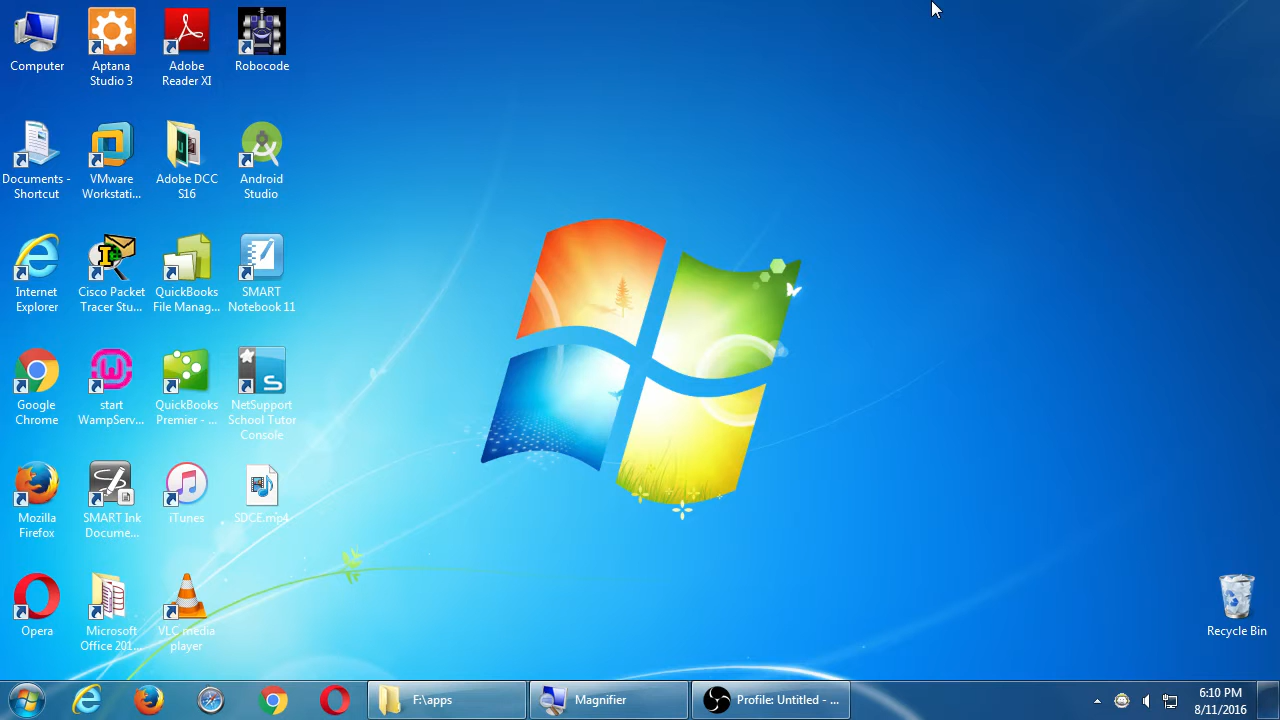 Computer
Aptana
Studio 3
Adobe
Reader XI
Robocode
Documents -
Shortcut
VMware
Workstati...
Adobe DCC
S16
Android
Studio
Internet
Explorer
Cisco Packet
Tracer Stu...
QuickBooks
File Manag...
SMART
Notebook 11
Google
Chrome
start
WampServ...
QuickBooks
Premier - ...
NetSupport
School Tutor
Console
Mozilla
Firefox
SMART Ink
Docume...
iTunes
SDCE.mp4
Opera
Microsoft
Office 201...
VLC media
player
Recycle Bin
F:\apps
Magnifier
Profile: Untitled - ...
6:10 PM
8/11/2016